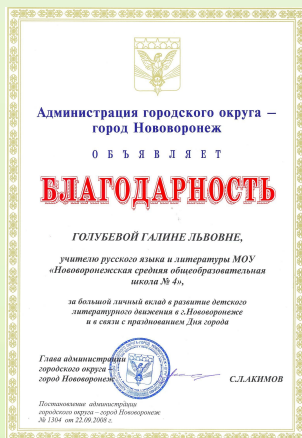 Администрация городского округа –
город Нововоронеж
ОБЪЯВЛЯЕТ
БЛАГОДАРНОСТЬ
ГОЛУБЕВОЙ ГАЛИНЕ ЛЬВОВНЕ,
учителю русского языка и литературы МОУ
«Нововоронежская средняя общеобразовательная
школа № 4»,
за большой личный вклад в развитие детского
литературного движения в г.Нововоронеже
и в связи с празднованием Дня города
Глава администрации
городского округа –
город Нововоронеж
С.Л.АКИМОВ
Постановление администрации
городского округа – город Нововоронеж
№ 1304 от 22.09.2008 г.